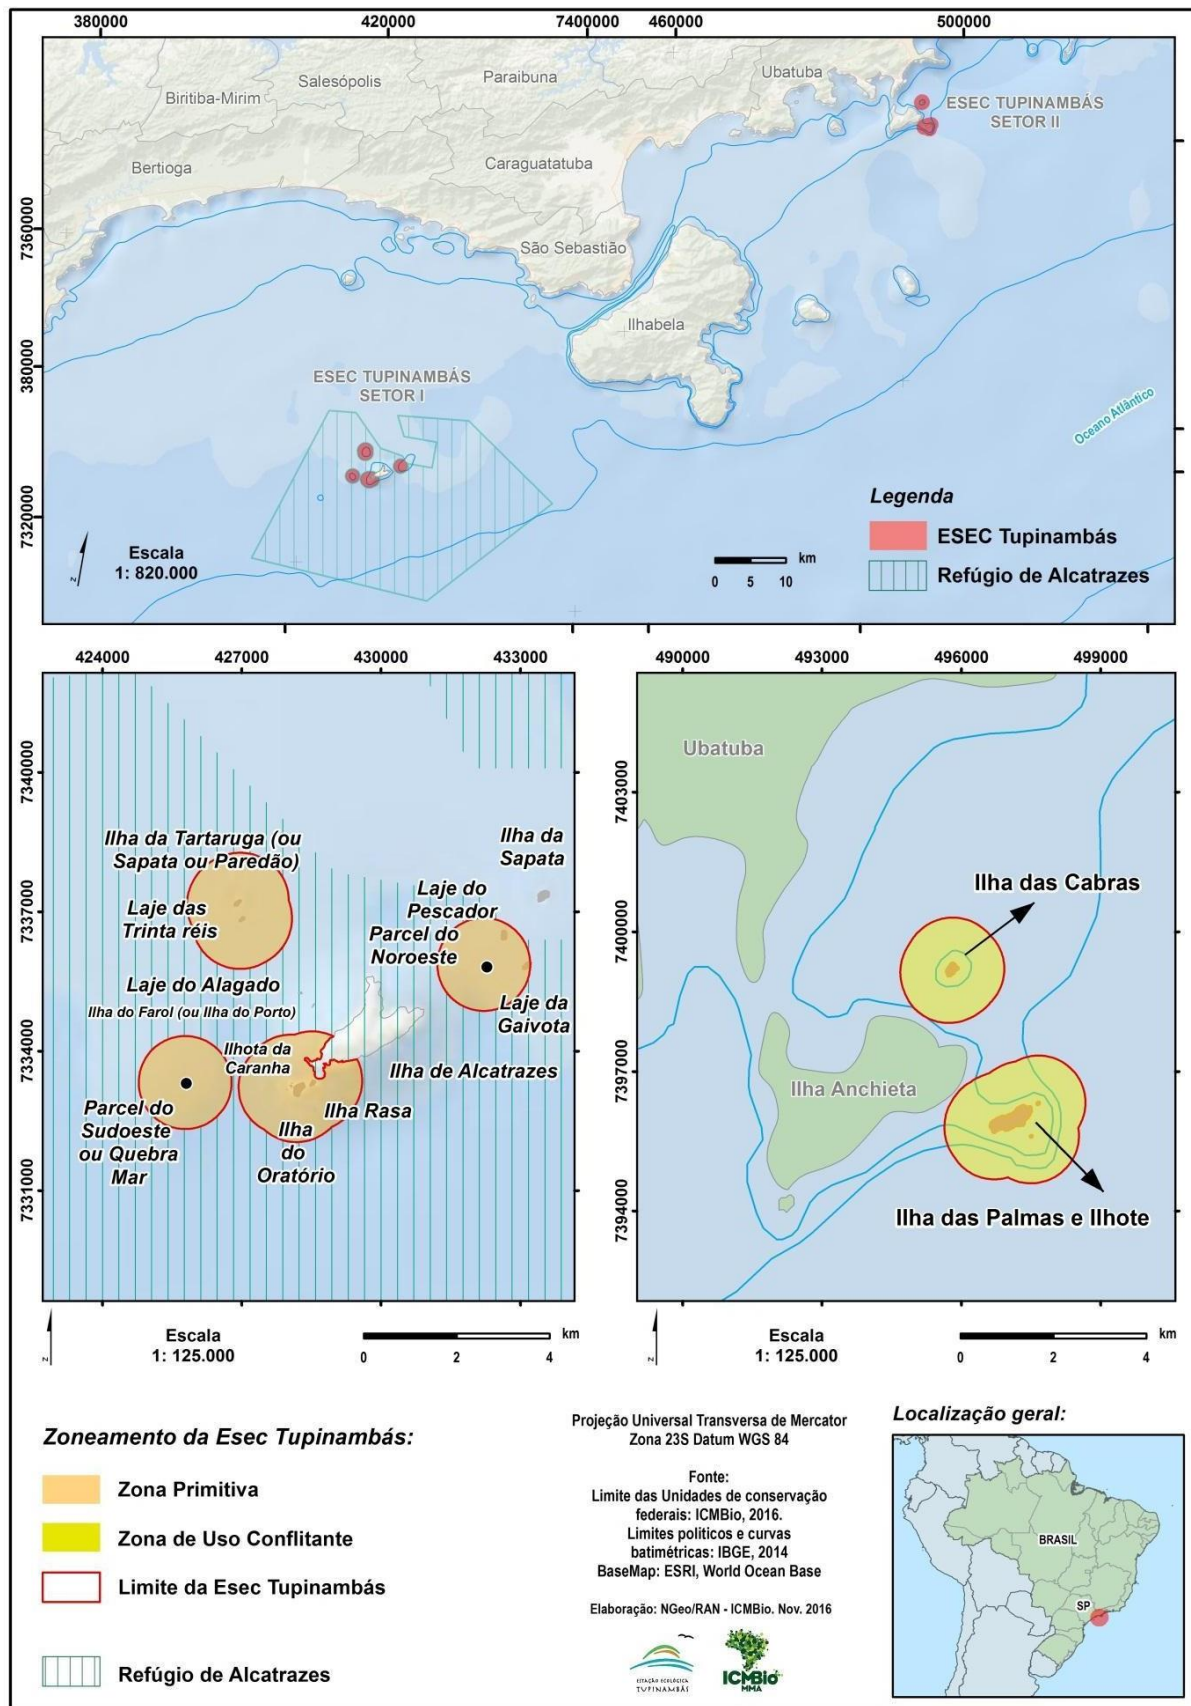 380000
420000
7400000
460000
500000
Ubatuba
Paraibuna
Salesópolis
Biritiba-Mirim
ESEC TUPINAMBÁS
SETOR II
Bertioga
Caraguatatuba
7360000
São Sebastião
Ilhabela
380000
ESEC TUPINAMBÁS
SETOR I
Oceano Atlântico
7320000
Legenda
ESEC Tupinambás
Refúgio de Alcatrazes
Escala
1: 820.000
N
km
0 5 10
424000
427000
430000
433000
7340000
7337000
7334000
7331000
Ilha da Tartaruga (ou
Sapata ou Paredão)
Laje das
Trinta réis
Ilha da
Sapata
Laje do
Pescador
Parcel do
Noroeste
Laje do Alagado
Ilha do Farol (ou Ilha do Porto)
Laje da
Gaivota
Ilhota da
Caranha
Ilha de Alcatrazes
Ilha Rasa
Parcel do
Sudoeste
ou Quebra
Mar
Ilha
do
Oratório
N
Escala
1: 125.000
km
0 2 4
490000
493000
496000
499000
7403000
7400000
7397000
7394000
Ubatuba
Ilha das Cabras
Ilha Anchieta
Ilha das Palmas e Ilhote
N
Escala
1: 125.000
km
0 2 4
Zoneamento da Esec Tupinambás:
Zona Primitiva
Zona de Uso Conflitante
Limite da Esec Tupinambás
Refúgio de Alcatrazes
Projeção Universal Transversa de Mercator
Zona 23S Datum WGS 84
Fonte:
Limite das Unidades de conservação
federais: ICMBio, 2016.
Limites politicos e curvas
batimétricas: IBGE, 2014
BaseMap: ESRI, World Ocean Base
Elaboração: NGeo/RAN - ICMBio. Nov. 2016
ESTAÇÃO ECOLÓGICA
TUPINAMBÁS
ICMBio
MMA
Localização geral:
BRASIL
SP